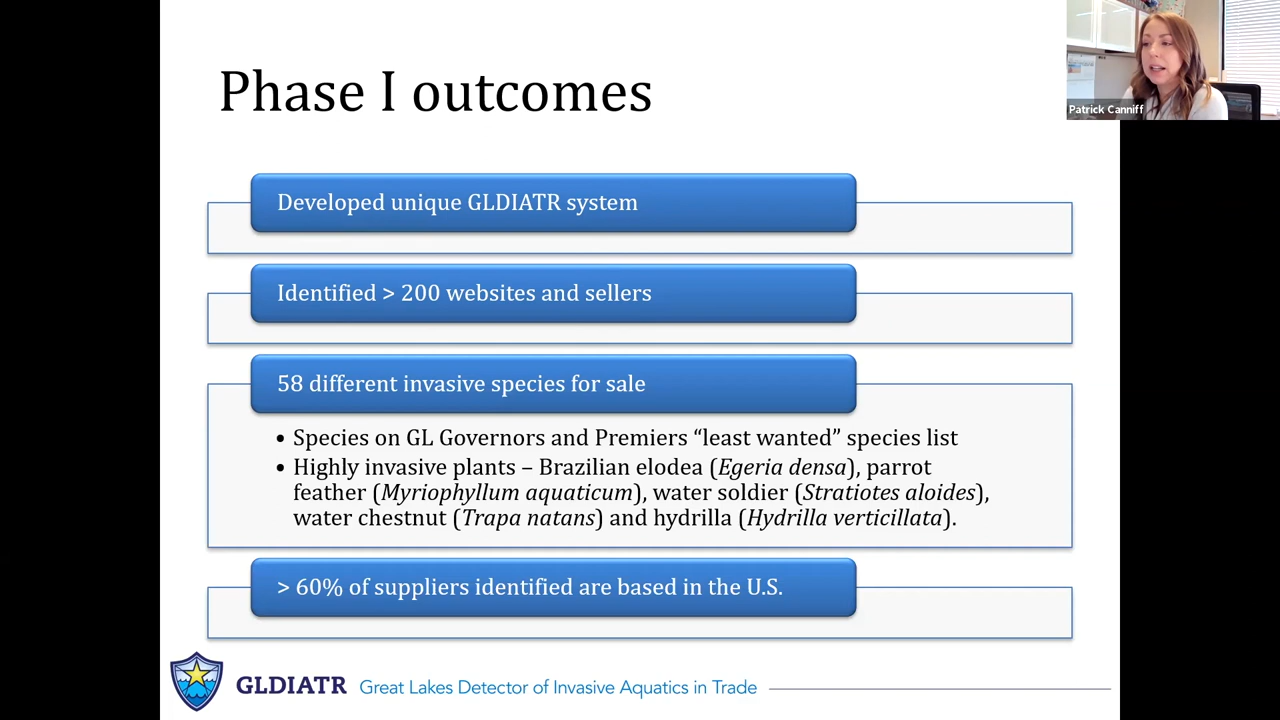 Phase I outcomes
Patrick Canniff
Developed unique GLDIATR system
Identified > 200 websites and sellers
58 different invasive species for sale
• Species on GL Governors and Premiers “least wanted” species list
• Highly invasive plants – Brazilian elodea (Egeria densa), parrot
feather (Myriophyllum aquaticum), water soldier (Stratiotes aloides),
water chestnut (Trapa natans) and hydrilla (Hydrilla verticillata).
> 60% of suppliers identified are based in the U.S.
GLDIATR Great Lakes Detector of Invasive Aquatics in Trade